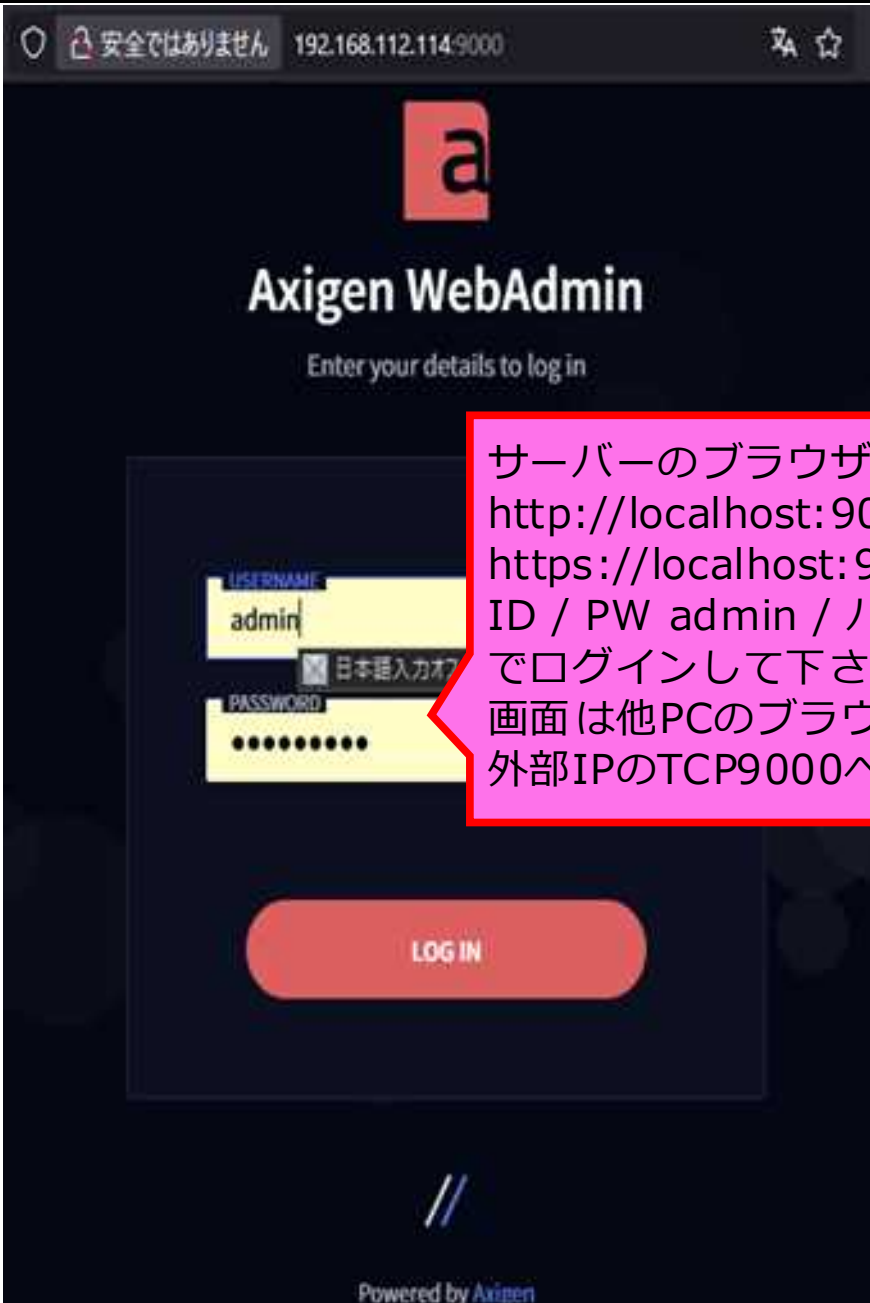 安全ではありません 192.168.112.114:9000
a
Axigen WebAdmin
Enter your details to log in
サーバーのブラウザ
http://localhost:90
https://localhost:9
ID / PW admin /
でログインして下さ
画面は他PCのブラウ
外部IPのTCP9000へ
USERNAME
admin
日本語入力オフ
PASSWORD
LOG IN
//
Powered by Axigen